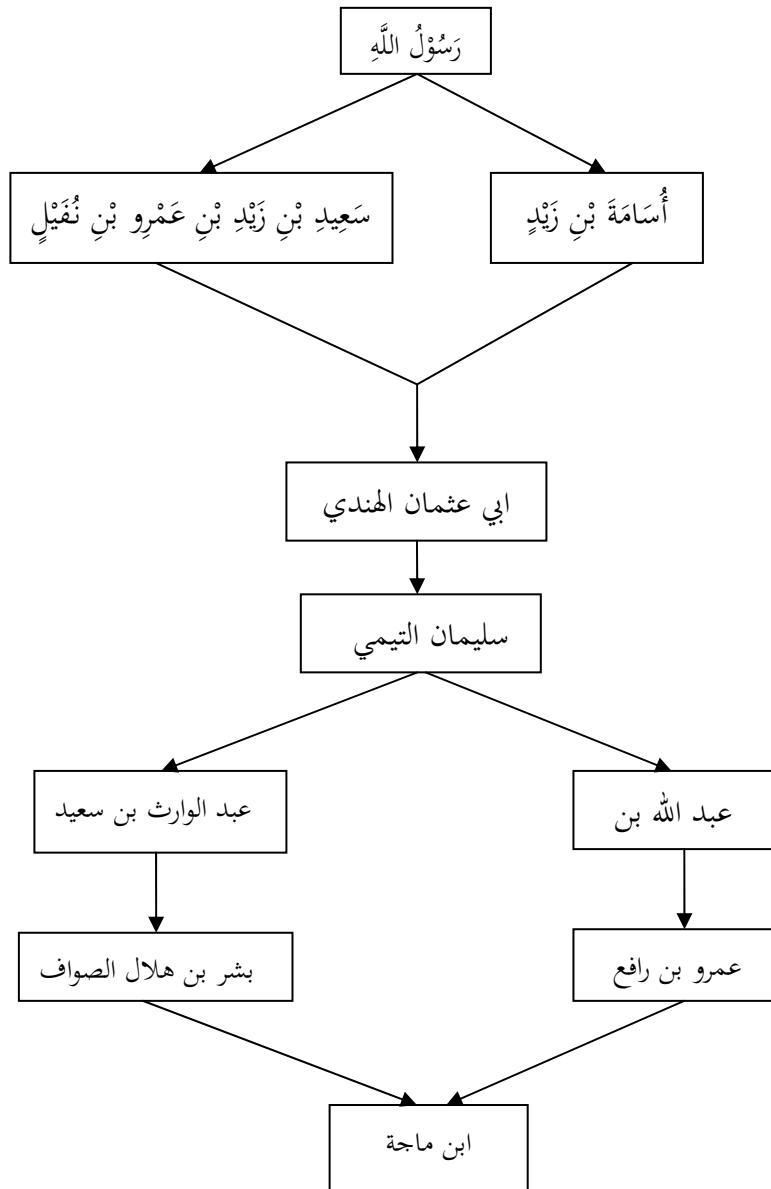 رَسُوْلُ اللَّهِ
أُسَامَةَ بْنِ زَيْدٍ
سَعِيدِ بْنِ زَيْدِ بْنِ عَمْرِو بْنِ نُفَيْلٍ
ابي عثمان الهندي
سليمان التيمي
عبد الله بن
عبد الوارث بن سعيد
عمرو بن رافع
بشر بن هلال الصواف
ابن ماجة